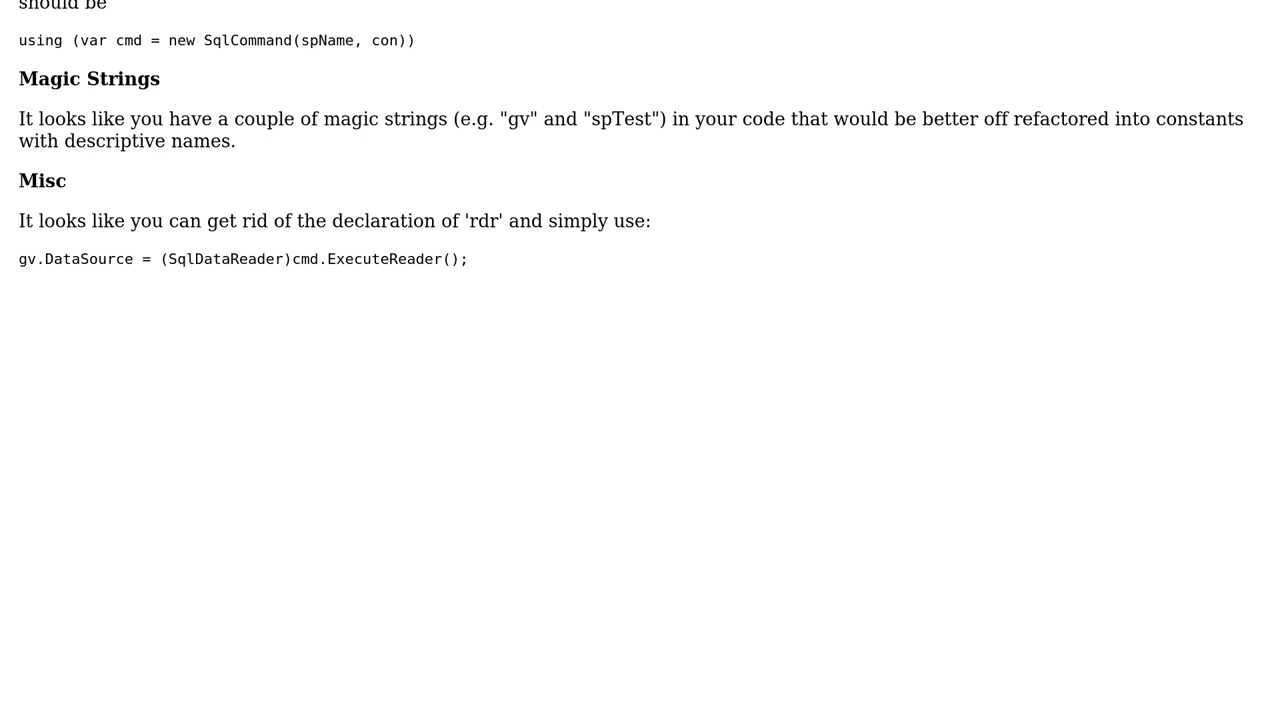 should be
using (var cmd = new SqlCommand(spName, con))
Magic Strings
It looks like you have a couple of magic strings (e.g. "gv" and "spTest") in your code that would be better off refactored into constants
with descriptive names.
Misc
It looks like you can get rid of the declaration of 'rdr' and simply use:
gv.DataSource = (SqlDataReader)cmd.ExecuteReader();